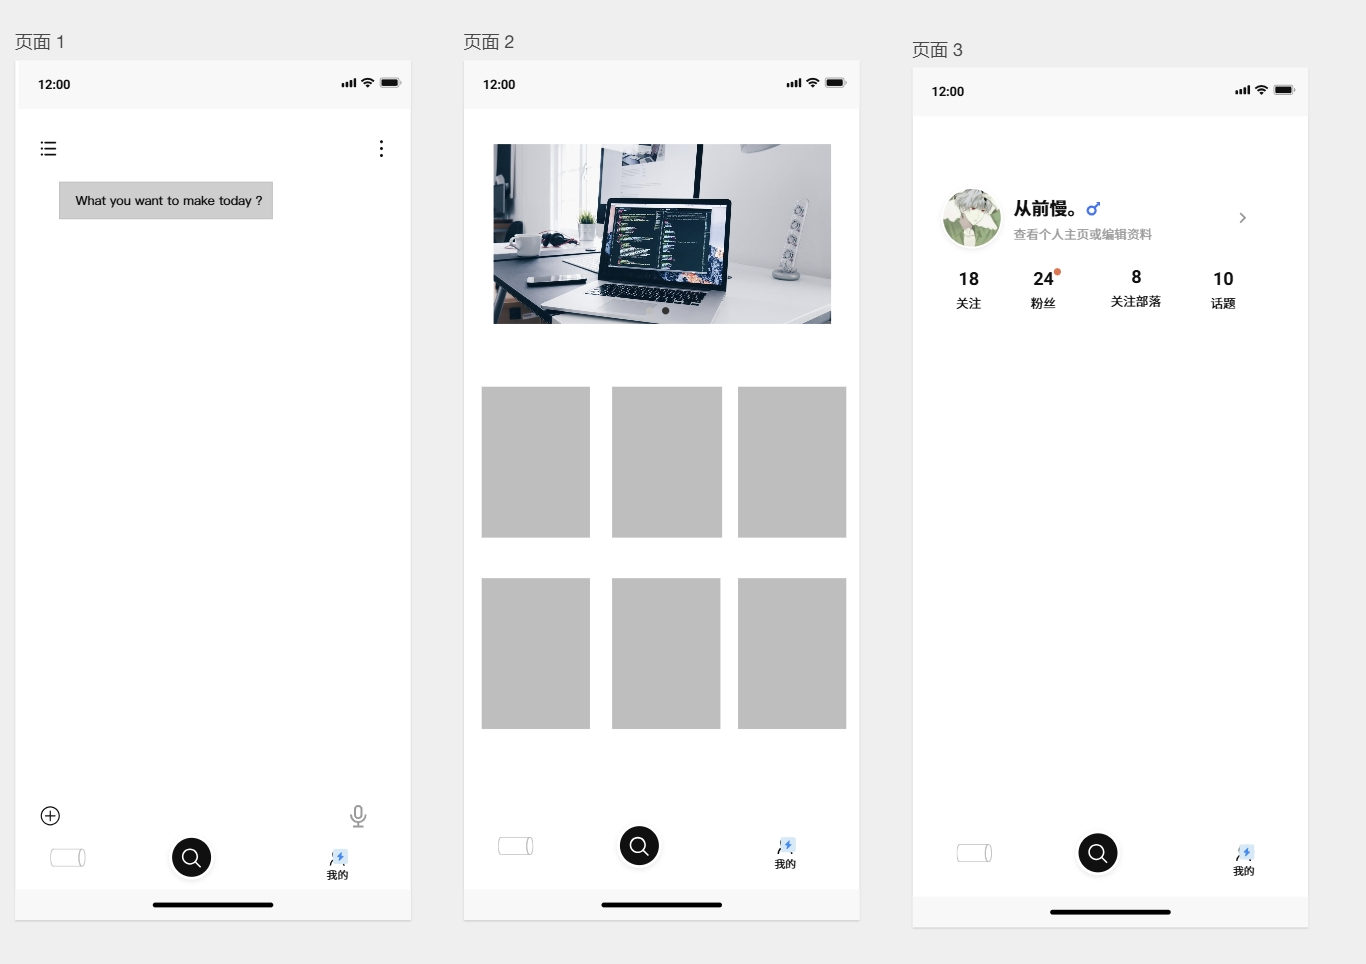 页面 1
12:00
What you want to make today ?
我的
页面 2
12:00
我的
页面 3
12:00
从前慢。
查看个人主页或编辑资料
18
24
8
10
关注
粉丝
关注部落
话题
我的